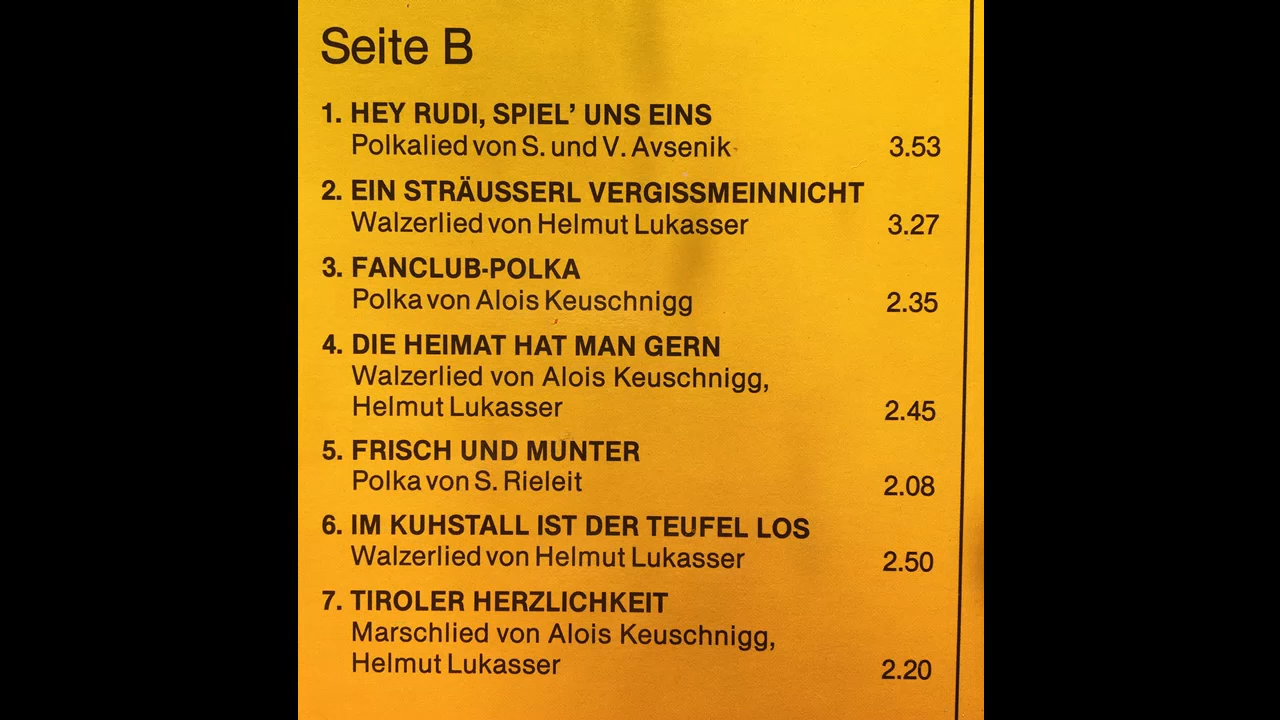 Seite B
1. HEY RUDI, SPIEL' UNS EINS
Polkalied von S. und V. Avsenik 3.53
2. EIN STRÄUSSERL VERGISSMEINNICHT
Walzerlied von Helmut Lukasser 3.27
3. FANCLUB-POLKA
Polka von Alois Keuschnigg 2.35
4. DIE HEIMAT HAT MAN GERN
Walzerlied von Alois Keuschnigg,
Helmut Lukasser 2.45
5. FRISCH UND MUNTER
Polka von S. Rieleit 2.08
6. IM KUHSTALL IST DER TEUFEL LOS
Walzerlied von Helmut Lukasser 2.50
7. TIROLER HERZLICHKEIT
Marschlied von Alois Keuschnigg,
Helmut Lukasser 2.20